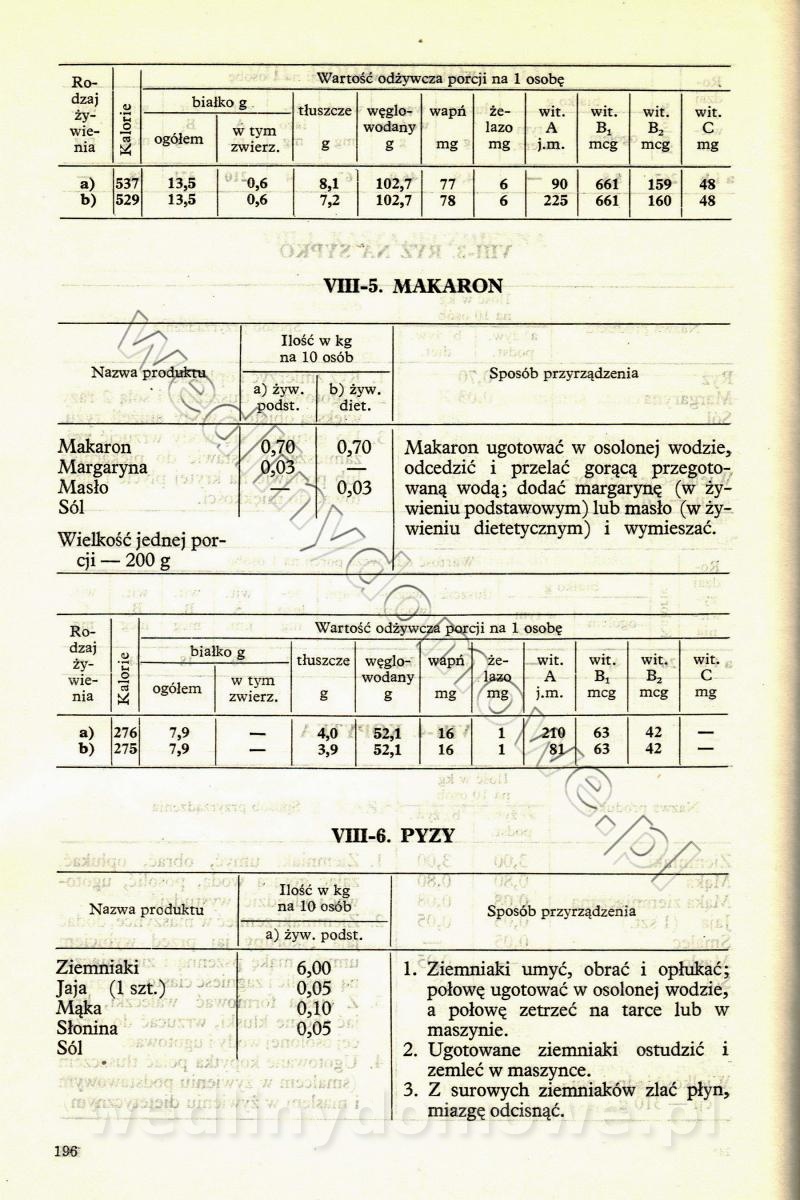 Ro-
dzaj
ży-
wie-
nia
Kalorie
Wartość odżywcza porcji na 1 osobę
białko g
ogółem
w tym
zwierz.
tłuszcze
g
węglo-
wodany
g
wapń
mg
że-
lazo
mg
wit.
A
j.m.
wit.
B₁
mcg
wit.
B₂
mcg
wit.
C
mg
a) 537 13,5 0,6 8,1 102,7 77 6 90 661 159 48
b) 529 13,5 0,6 7,2 102,7 78 6 225 661 160 48
VIII-5. MAKARON
Nazwa produktu
Ilość w kg
na 10 osób
a) żyw.
podst.
b) żyw.
diet.
Sposób przyrządzenia
Makaron 0,70 0,70
Margaryna 0,03 —
Masło — 0,03
Sól
Wielkość jednej por-
cji — 200 g
Makaron ugotować w osolonej wodzie,
odcedzić i przelać gorącą przegoto-
waną wodą; dodać margarynę (w ży-
wieniu podstawowym) lub masło (w ży-
wieniu dietetycznym) i wymieszać.
Ro-
dzaj
ży-
wie-
nia
Kalorie
Wartość odżywcza porcji na 1 osobę
białko g
ogółem
w tym
zwierz.
tłuszcze
g
węglo-
wodany
g
wapń
mg
że-
lazo
mg
wit.
A
j.m.
wit.
B₁
mcg
wit.
B₂
mcg
wit.
C
mg
a) 276 7,9 — 4,0 52,1 16 1 210 63 42 —
b) 275 7,9 — 3,9 52,1 16 1 81 63 42 —
VIII-6. PYZY
Nazwa produktu
Ilość w kg
na 10 osób
a) żyw. podst.
Sposób przyrządzenia
Ziemniaki 6,00
Jaja (1 szt.) 0,05
Mąka 0,10
Słonina 0,05
Sól
1. Ziemniaki umyć, obrać i opłukać;
połowę ugotować w osolonej wodzie,
a połowę zetrzeć na tarce lub w
maszynie.
2. Ugotowane ziemniaki ostudzić i
zemleć w maszynce.
3. Z surowych ziemniaków zlać płyn,
miazgę odcisnąć.
196
wedlinydomowe.pl
WedlinyDomowe.pl